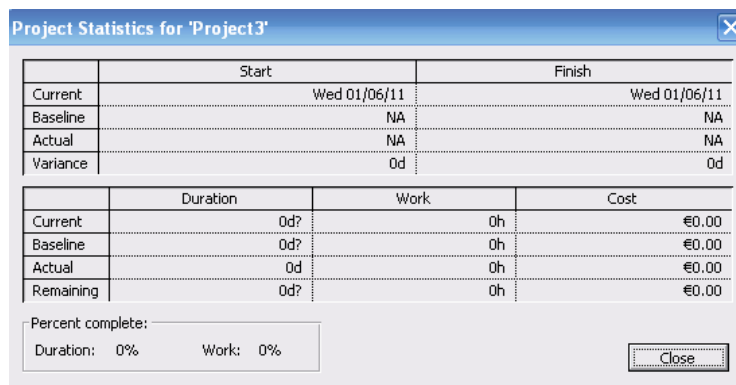 Project Statistics for 'Project3'
Start Finish
Current Wed 01/06/11 Wed 01/06/11
Baseline NA NA
Actual NA NA
Variance 0d 0d
Duration Work Cost
Current 0d? 0h €0.00
Baseline 0d? 0h €0.00
Actual 0d 0h €0.00
Remaining 0d? 0h €0.00
Percent complete:
Duration: 0% Work: 0%
Close